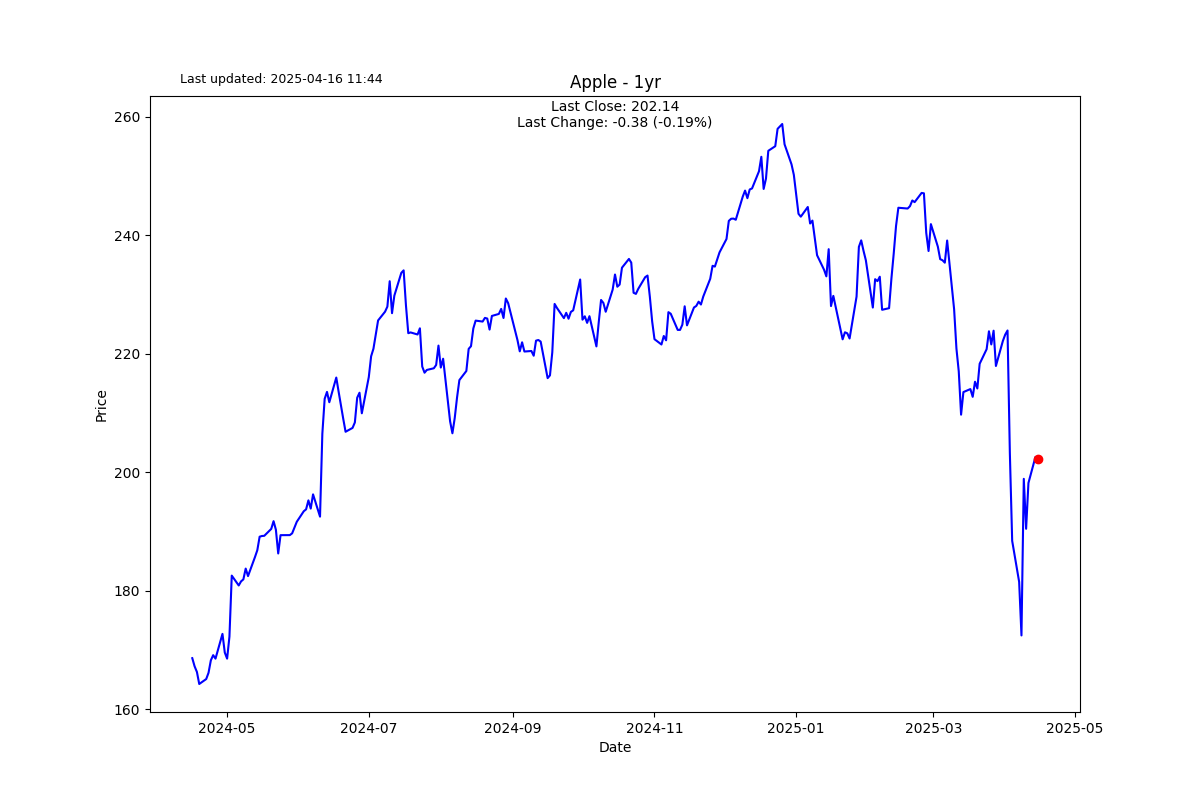 Last updated: 2025-04-16 11:44
Apple - 1yr
Last Close: 202.14
Last Change: -0.38 (-0.19%)
260
240
220
200
180
160
Price
2024-05
2024-07
2024-09
2024-11
2025-01
2025-03
2025-05
Date